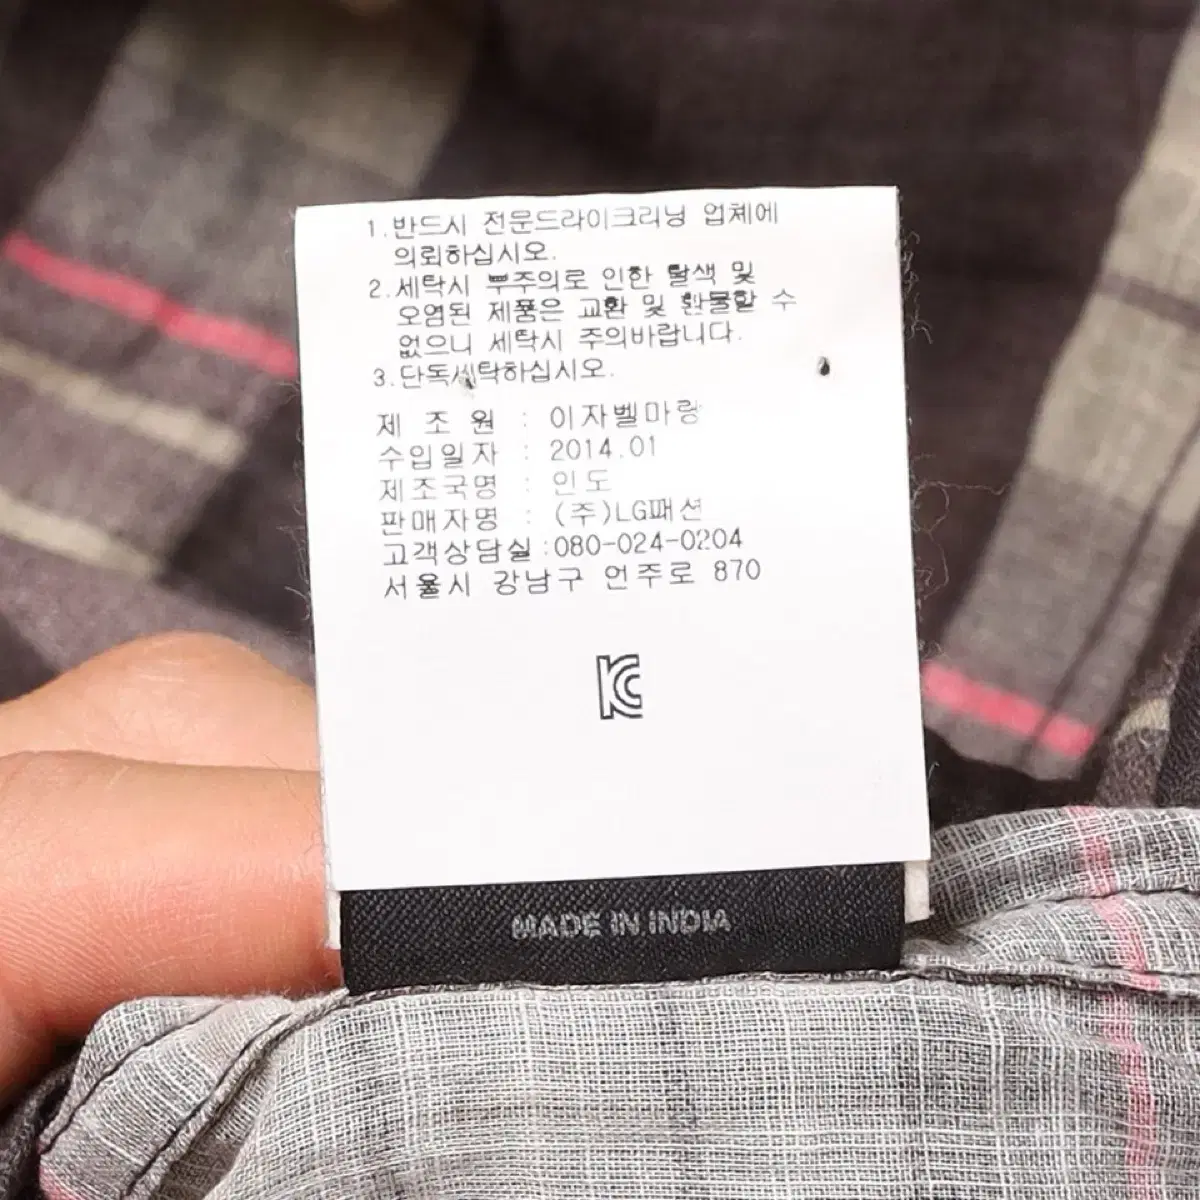 1.반드시 전문드라이크리닝 업체에
의뢰하십시오.
2.세탁시 부주의로 인한 탈색 및
오염된 제품은 교환 및 환불할 수
없으니 세탁시 주의바랍니다.
3.단독세탁하십시오.
제 조 원 : 이자벨마랑
수입일자 : 2014.01
제조국명 : 인도
판매자명 : (주)LG패션
고객상담실:080-024-0204
서울시 강남구 언주로 870
KC
MADE IN INDIA